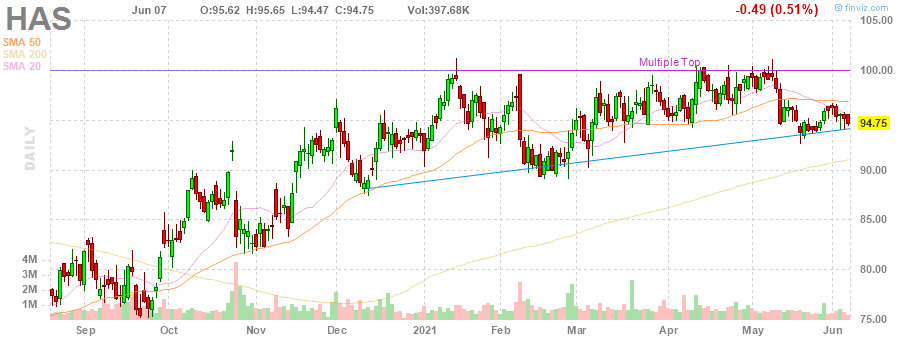 HAS
Jun 07 O:95.62 H:95.65 L:94.47 C:94.75 Vol:397.68K
-0.49 (0.51%)
© finviz.com
SMA 50
SMA 200
SMA 20
DAILY
Multiple Top
105.00
100.00
94.75
90.00
85.00
80.00
75.00
4M
3M
2M
1M
Sep Oct Nov Dec 2021 Feb Mar Apr May Jun